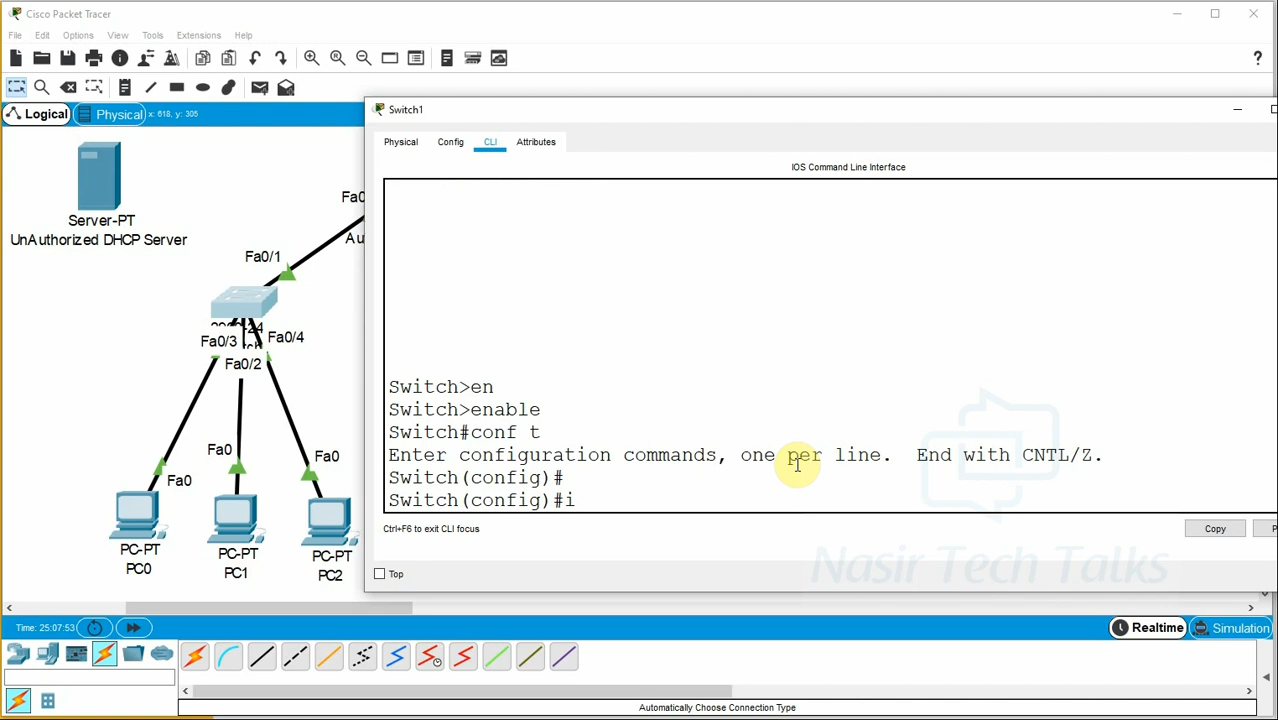 Cisco Packet Tracer
File Edit Options View Tools Extensions Help
?
Logical Physical x: 618, y: 305
Switch1
Physical Config CLI Attributes
IOS Command Line Interface
Server-PT
UnAuthorized DHCP Server
Fa0
Au
Fa0/1
Fa0/3
Fa0/4
Fa0/2
Fa0
Fa0
Fa0
PC-PT
PC0
PC-PT
PC1
PC-PT
PC2
Switch>en
Switch>enable
Switch#conf t
Enter configuration commands, one per line. End with CNTL/Z.
Switch(config)#
Switch(config)#i
Ctrl+F6 to exit CLI focus
Copy
P
Top
Nasir Tech Talks
Time: 25:07:53
Realtime Simulation
Automatically Choose Connection Type